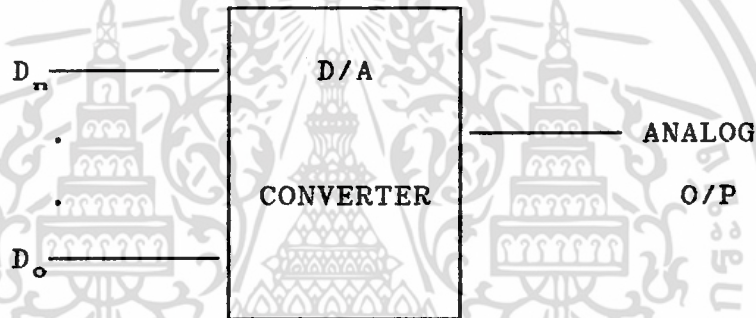 Dn D/A
. ANALOG
. CONVERTER O/P
Do